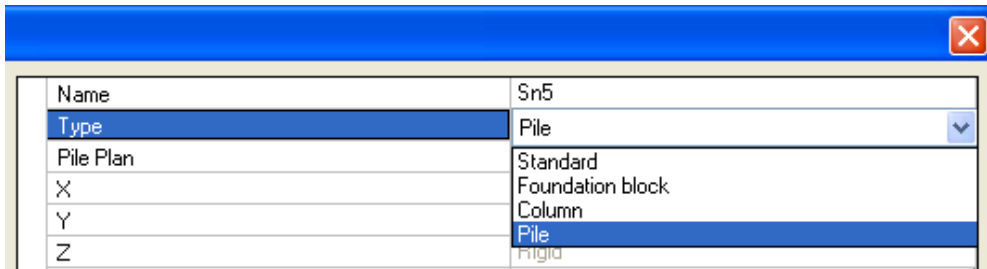 Name Sn5
Type Pile
Pile Plan Standard
Foundation block
X Column
Y Pile
Z Rigid